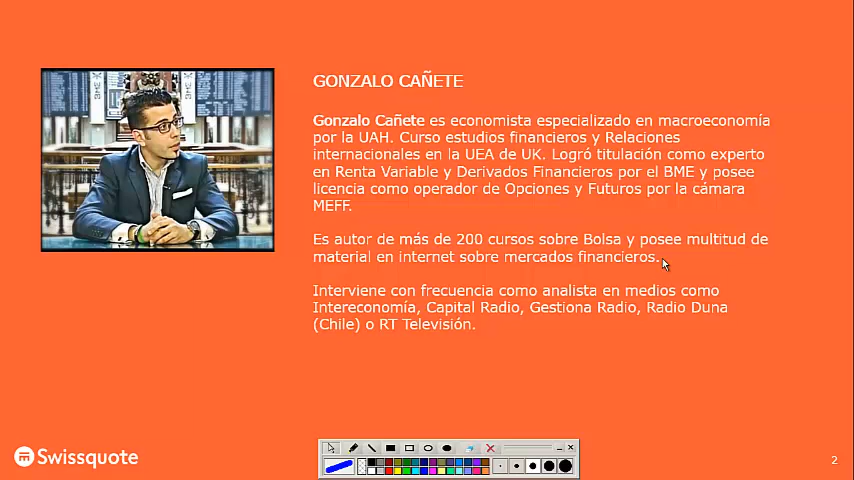 GONZALO CAÑETE
Gonzalo Cañete es economista especializado en macroeconomía
por la UAH. Curso estudios financieros y Relaciones
internacionales en la UEA de UK. Logró titulación como experto
en Renta Variable y Derivados Financieros por el BME y posee
licencia como operador de Opciones y Futuros por la cámara
MEFF.
Es autor de más de 200 cursos sobre Bolsa y posee multitud de
material en internet sobre mercados financieros.
Interviene con frecuencia como analista en medios como
Intereconomía, Capital Radio, Gestiona Radio, Radio Duna
(Chile) o RT Televisión.
Swissquote
2